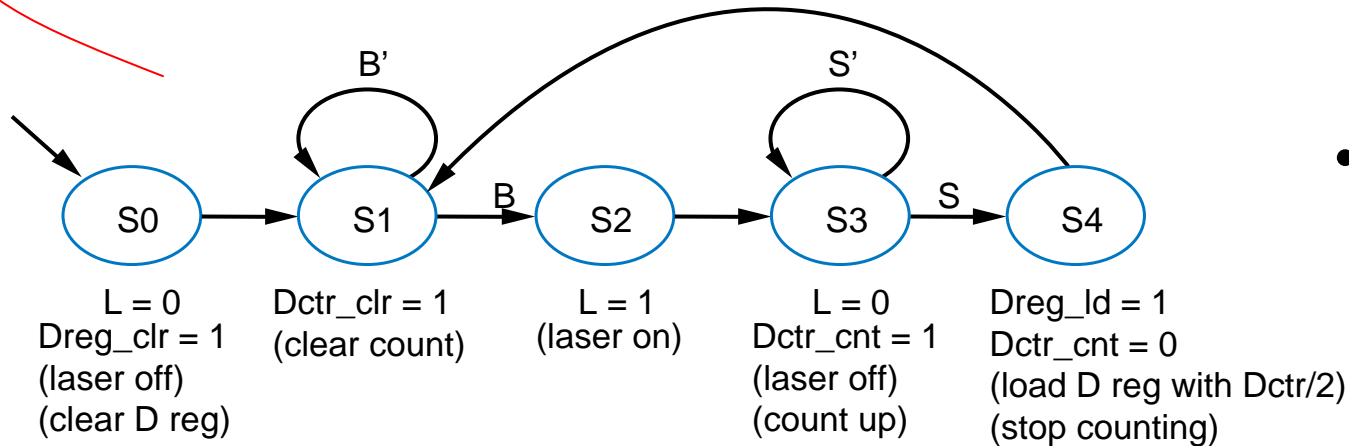 B’
S’
B
S
S0
S1
S2
S3
S4
L = 0
Dreg_clr = 1
(laser off)
(clear D reg)
Dctr_clr = 1
(clear count)
L = 1
(laser on)
L = 0
Dctr_cnt = 1
(laser off)
(count up)
Dreg_ld = 1
Dctr_cnt = 0
(load D reg with Dctr/2)
(stop counting)